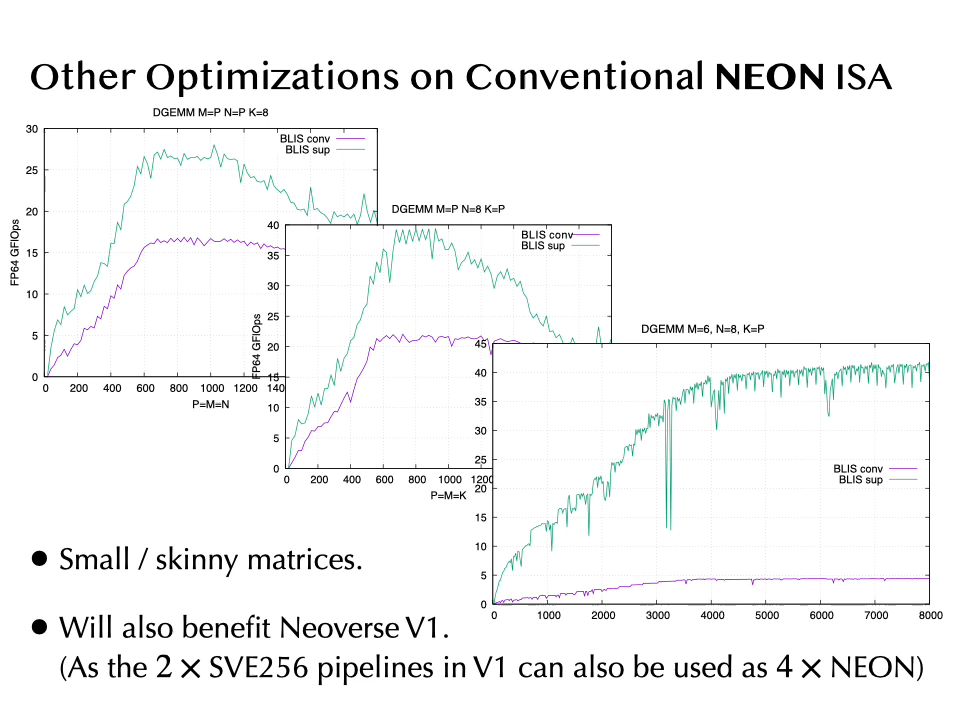 Other Optimizations on Conventional NEON ISA
DGEMM M=P N=P K=8
BLIS conv
BLIS sup
30
25
20
15
10
5
0
FP64 GFlOps
0 200 400 600 800 1000 1200 140
P=M=N
DGEMM M=P N=8 K=P
BLIS conv
BLIS sup
40
35
30
25
20
15
10
5
0
FP64 GFlOps
0 200 400 600 800 1000 1200
P=M=K
DGEMM M=6, N=8, K=P
45
40
35
30
25
20
15
10
5
0
BLIS conv
BLIS sup
0 1000 2000 3000 4000 5000 6000 7000 8000
• Small / skinny matrices.
• Will also benefit Neoverse V1.
(As the 2 × SVE256 pipelines in V1 can also be used as 4 × NEON)